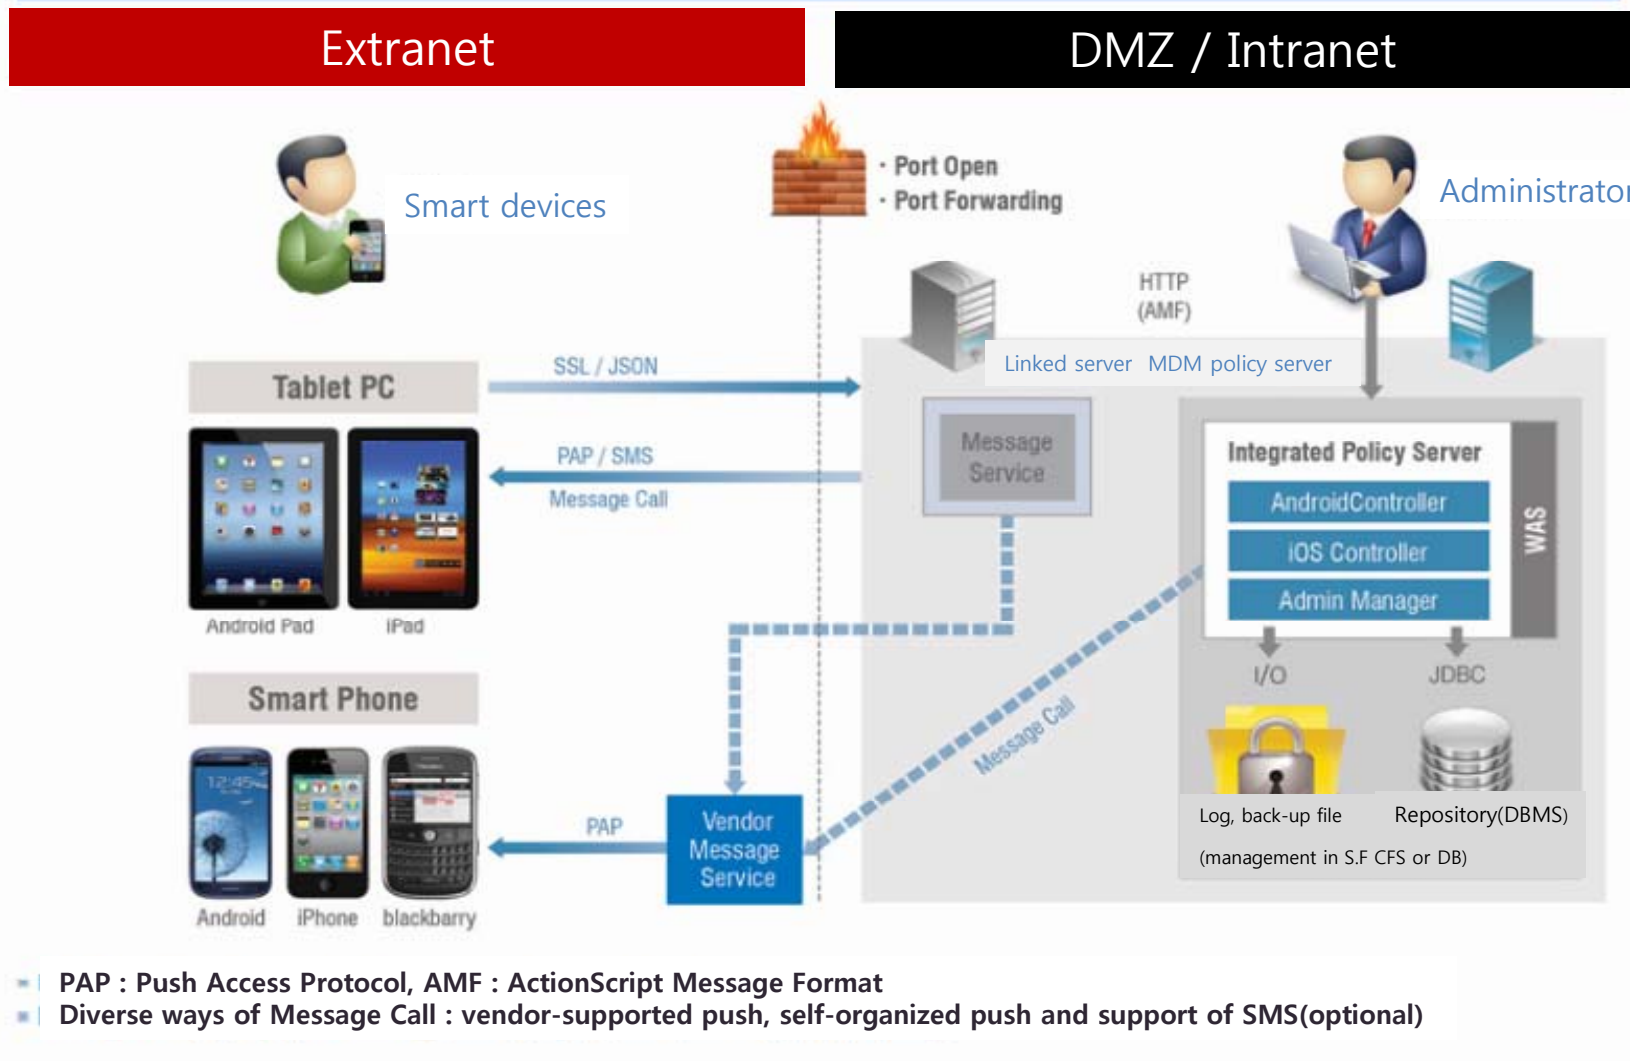 Extranet
DMZ / Intranet
Smart devices
· Port Open
· Port Forwarding
Administrator
HTTP
(AMF)
Linked server MDM policy server
Tablet PC
SSL / JSON
PAP / SMS
Message Call
Android Pad
iPad
Message
Service
Integrated Policy Server
AndroidController
iOS Controller
Admin Manager
WAS
I/O
JDBC
Smart Phone
12:45
Message Call
PAP
Vendor
Message
Service
Log, back-up file
Repository(DBMS)
(management in S.F CFS or DB)
Android
iPhone
blackbarry
PAP : Push Access Protocol, AMF : ActionScript Message Format
Diverse ways of Message Call : vendor-supported push, self-organized push and support of SMS(optional)